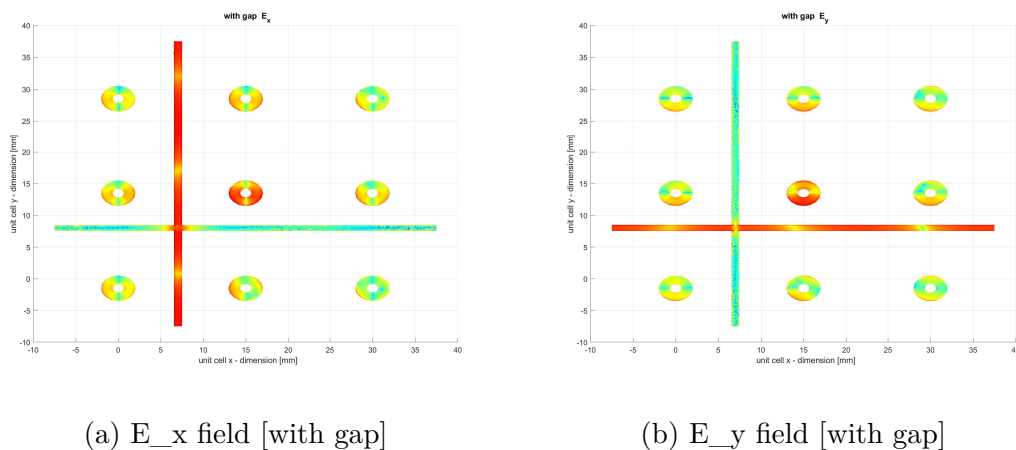 with gap E_x
with gap E_y
40
35
30
25
20
15
10
5
0
-5
-10
unit cell y - dimension [mm]
-10 -5 0 5 10 15 20 25 30 35 40
unit cell x - dimension [mm]
40
35
30
25
20
15
10
5
0
-5
-10
unit cell y - dimension [mm]
-10 -5 0 5 10 15 20 25 30 35 40
unit cell x - dimension [mm]
(a) E_x field [with gap]
(b) E_y field [with gap]